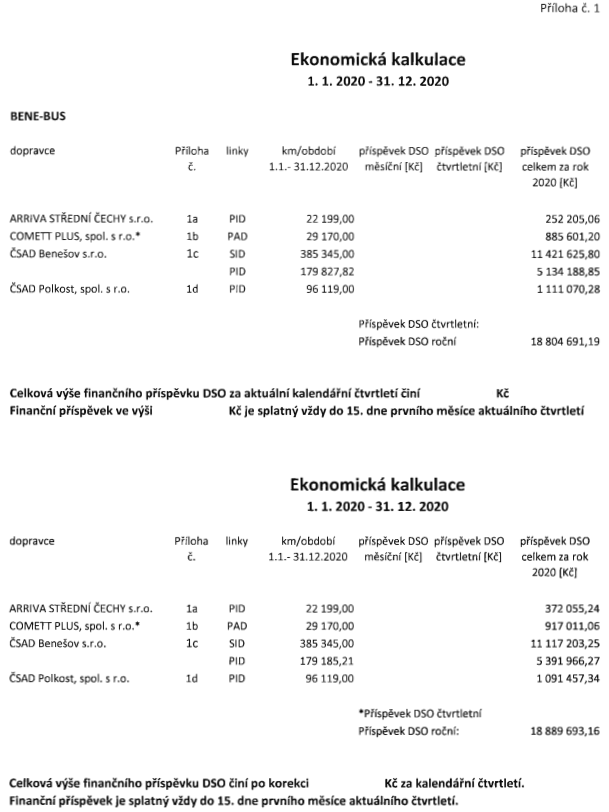 Příloha č. 1
Ekonomická kalkulace
1. 1. 2020 - 31. 12. 2020
BENE-BUS
dopravce Příloha linky km/období příspěvek DSO příspěvek DSO příspěvek DSO
č. 1.1.- 31.12.2020 měsíční [Kč] čtvrtletní [Kč] celkem za rok
2020 [Kč]
ARRIVA STŘEDNÍ ČECHY s.r.o. 1a PID 22 199,00 252 205,06
COMETT PLUS, spol. s r.o.* 1b PAD 29 170,00 885 601,20
ČSAD Benešov s.r.o. 1c SID 385 345,00 11 421 625,80
PID 179 827,82 5 134 188,85
ČSAD Polkost, spol. s r.o. 1d PID 96 119,00 1 111 070,28
Příspěvek DSO čtvrtletní:
Příspěvek DSO roční 18 804 691,19
Celková výše finančního příspěvku DSO za aktuální kalendářní čtvrtletí činí Kč
Finanční příspěvek ve výši Kč je splatný vždy do 15. dne prvního měsíce aktuálního čtvrtletí
Ekonomická kalkulace
1. 1. 2020 - 31. 12. 2020
dopravce Příloha linky km/období příspěvek DSO příspěvek DSO příspěvek DSO
č. 1.1.- 31.12.2020 měsíční [Kč] čtvrtletní [Kč] celkem za rok
2020 [Kč]
ARRIVA STŘEDNÍ ČECHY s.r.o. 1a PID 22 199,00 372 055,24
COMETT PLUS, spol. s r.o.* 1b PAD 29 170,00 917 011,06
ČSAD Benešov s.r.o. 1c SID 385 345,00 11 117 203,25
PID 179 185,21 5 391 966,27
ČSAD Polkost, spol. s r.o. 1d PID 96 119,00 1 091 457,34
*Příspěvek DSO čtvrtletní
Příspěvek DSO roční: 18 889 693,16
Celková výše finančního příspěvku DSO činí po korekci Kč za kalendářní čtvrtletí.
Finanční příspěvek je splatný vždy do 15. dne prvního měsíce aktuálního čtvrtletí.